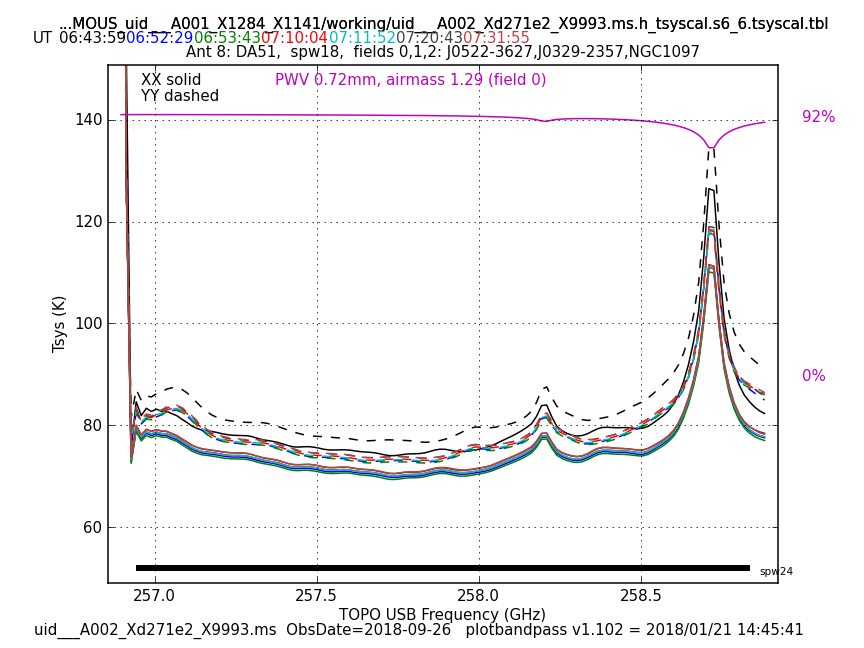 ...MOUS_uid___A001_X1284_X1141/working/uid___A002_Xd271e2_X9993.ms.h_tsyscal.s6_6.tsyscal.tbl
UT 06:43:59 06:52:29 06:53:43 07:10:04 07:11:52 07:20:43 07:31:55
Ant 8: DA51, spw18, fields 0,1,2: J0522-3627,J0329-2357,NGC1097
XX solid
YY dashed
PWV 0.72mm, airmass 1.29 (field 0)
92%
0%
140
120
100
80
60
Tsys (K)
spw24
257.0 257.5 258.0 258.5
TOPO USB Frequency (GHz)
uid___A002_Xd271e2_X9993.ms ObsDate=2018-09-26 plotbandpass v1.102 = 2018/01/21 14:45:41